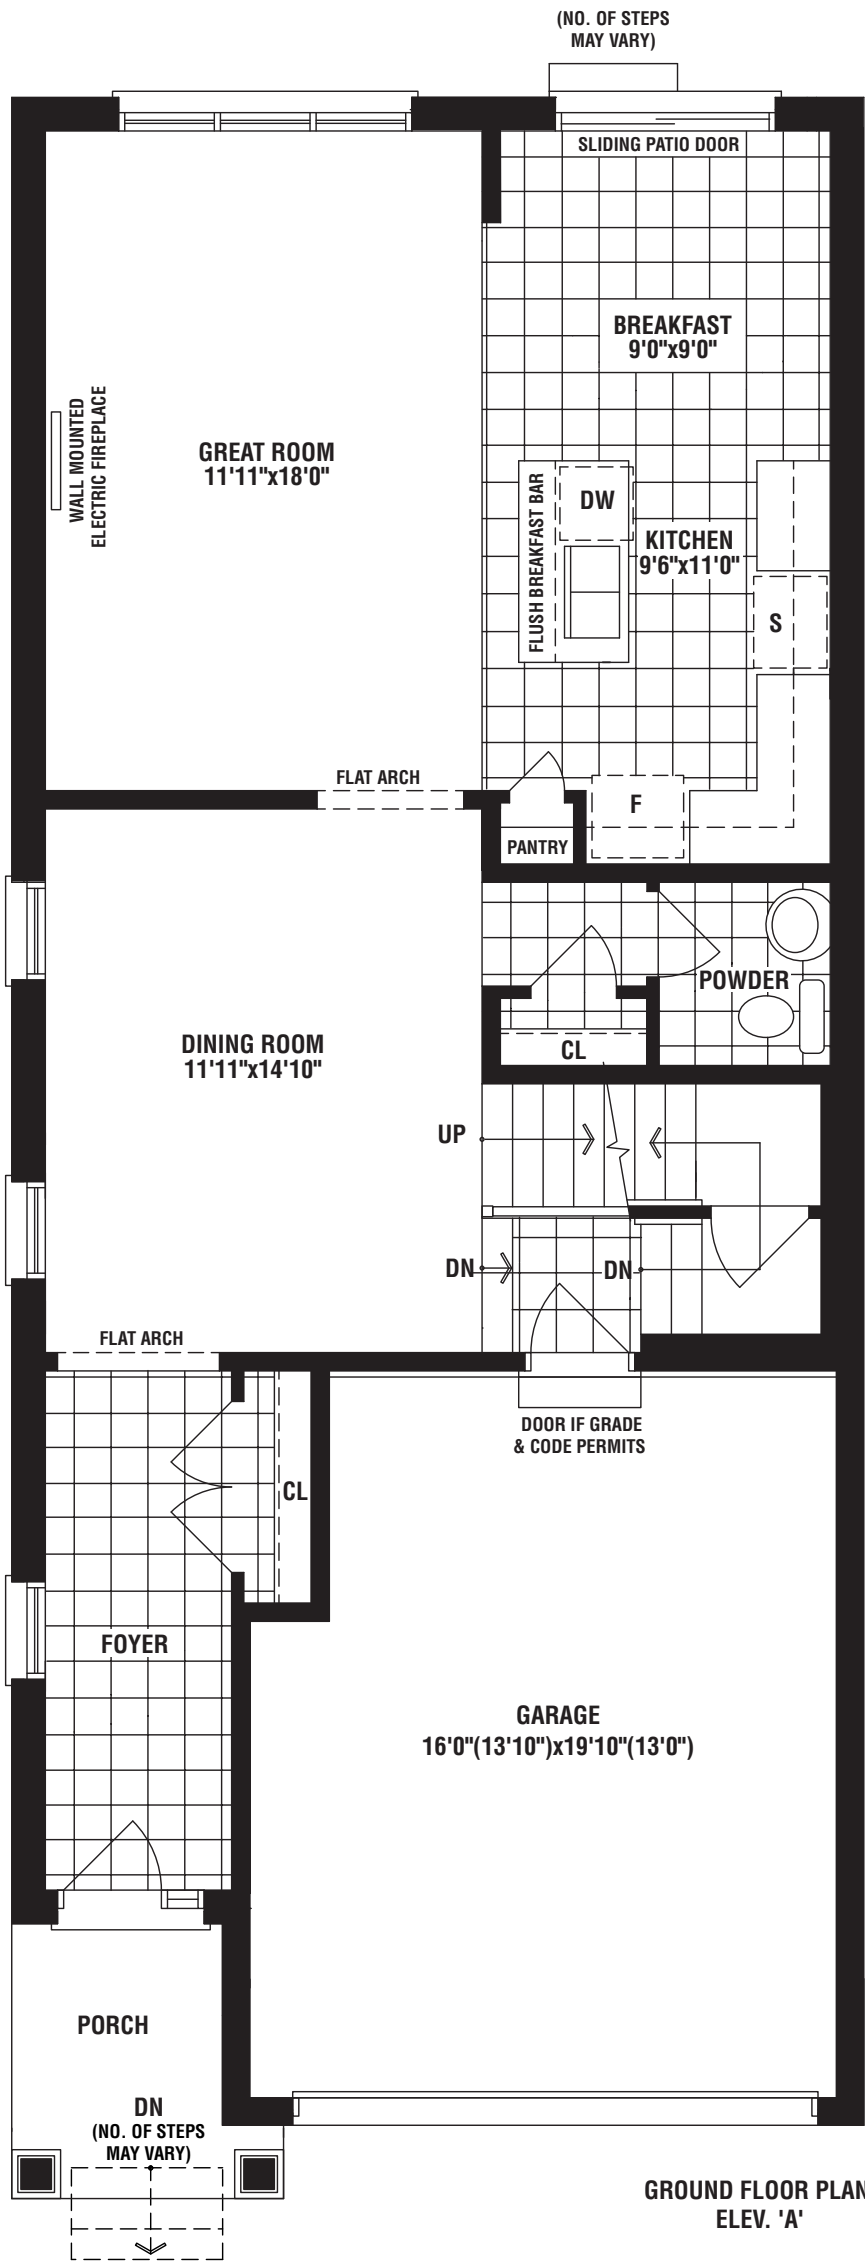 (NO. OF STEPS
MAY VARY)
SLIDING PATIO DOOR
BREAKFAST
9'0"x9'0"
WALL MOUNTED
ELECTRIC FIREPLACE
GREAT ROOM
11'11"x18'0"
FLUSH BREAKFAST BAR
DW
KITCHEN
9'6"x11'0"
S
FLAT ARCH
F
PANTRY
POWDER
DINING ROOM
11'11"x14'10"
CL
UP
DN
DN
FLAT ARCH
DOOR IF GRADE
& CODE PERMITS
CL
FOYER
GARAGE
16'0"(13'10")x19'10"(13'0")
PORCH
DN
(NO. OF STEPS
MAY VARY)
GROUND FLOOR PLAN
ELEV. 'A'